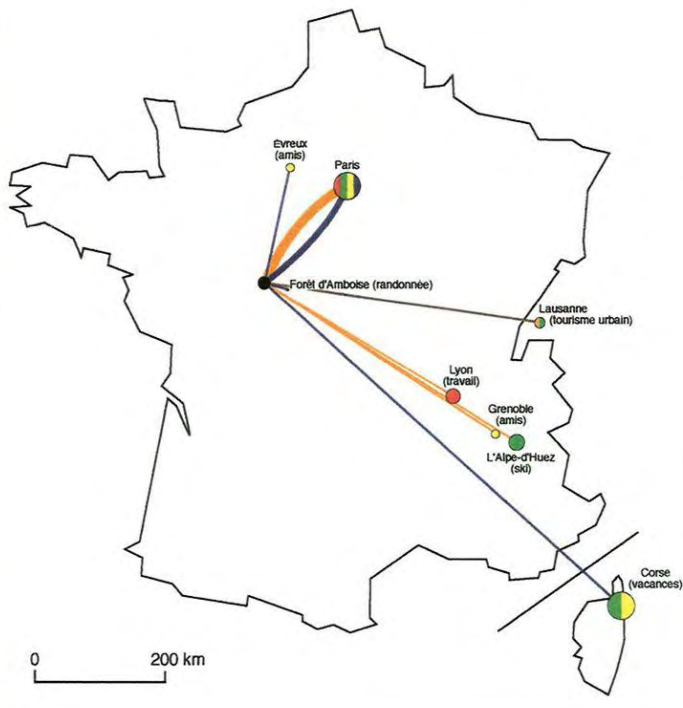 Evreux
(amis)
Paris
Forêt d'Amboise (randonnée)
Lausanne
(tourisme urbain)
Lyon
(travail)
Grenoble
(amis)
L'Alpe-d'Huez
(ski)
Corse
(vacances)
0
200 km